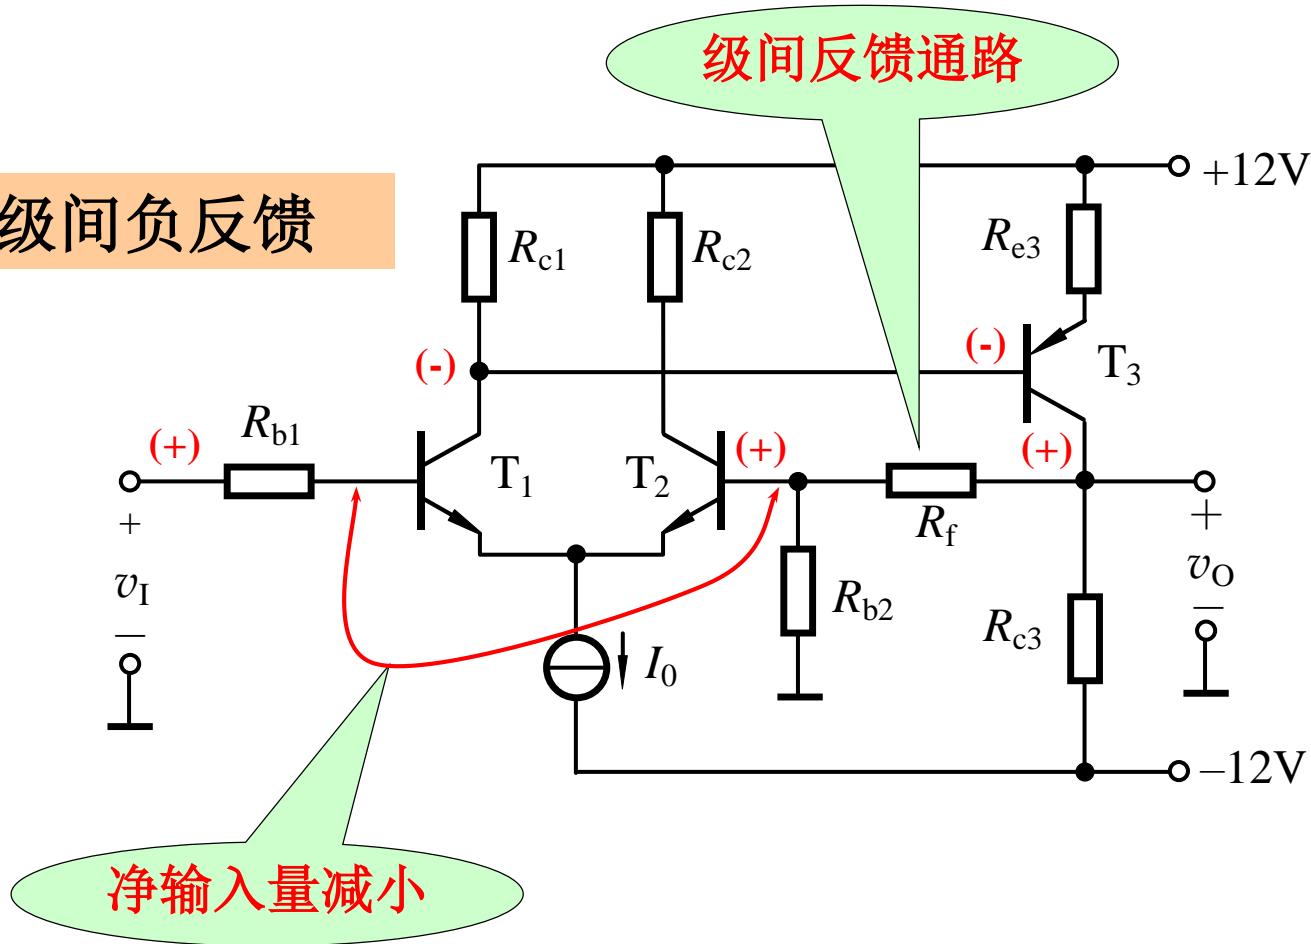 级间反馈通路
+12V
级间负反馈
Rc1
Rc2
Re3
(-)
(-)
T3
(+)
Rb1
T1
T2
(+)
(+)
Rf
+
vI
–
+
vO
–
Rb2
Rc3
I0
–12V
净输入量减小